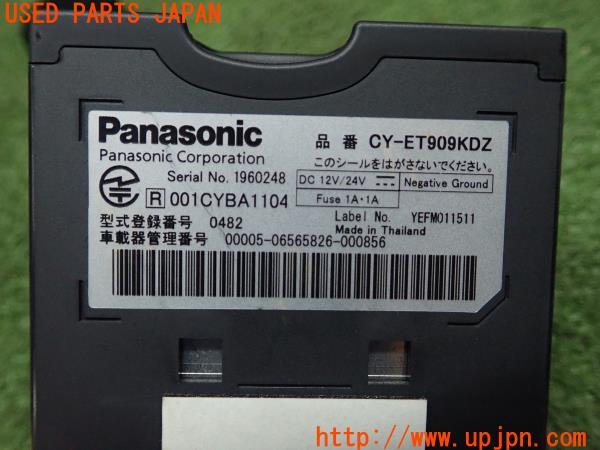 USED PARTS JAPAN
Panasonic
品 番 CY-ET909KDZ
Panasonic Corporation
このシールをはがさないでください。
Serial No. 1960248
DC 12V/24V
Negative Ground
R 001CYBA1104
Fuse 1A・1A
型式登録番号 0482
Label No. YEFM011511
Made in Thailand
車載器管理番号 00005-06565826-000856
http://www.upjpn.com/